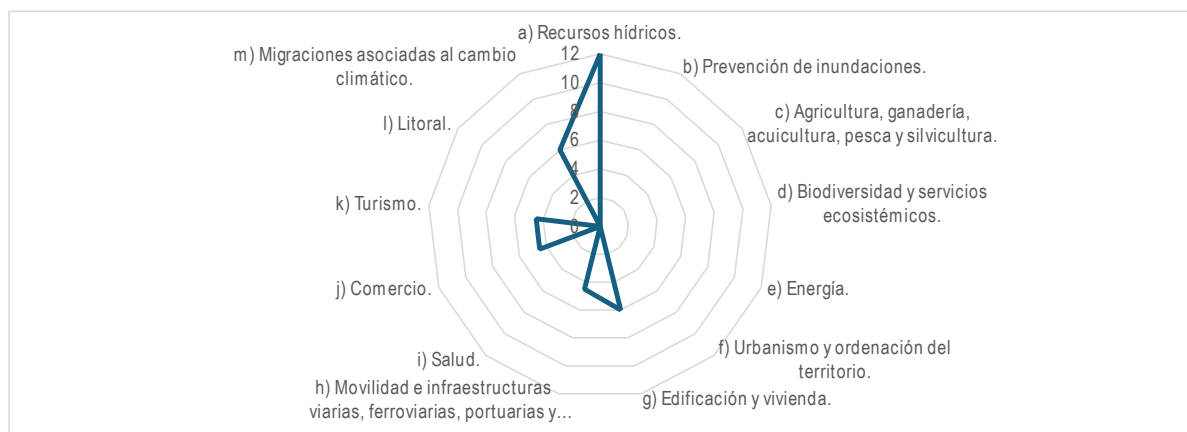 a) Recursos hídricos.
b) Prevención de inundaciones.
c) Agricultura, ganadería,
acuicultura, pesca y silvicultura.
d) Biodiversidad y servicios
ecosistémicos.
e) Energía.
f) Urbanismo y ordenación del
territorio.
g) Edificación y vivienda.
h) Movilidad e infraestructuras
viarias, ferroviarias, portuarias y…
i) Salud.
j) Comercio.
k) Turismo.
l) Litoral.
m) Migraciones asociadas al cambio
climático.
12
10
8
6
4
2
0